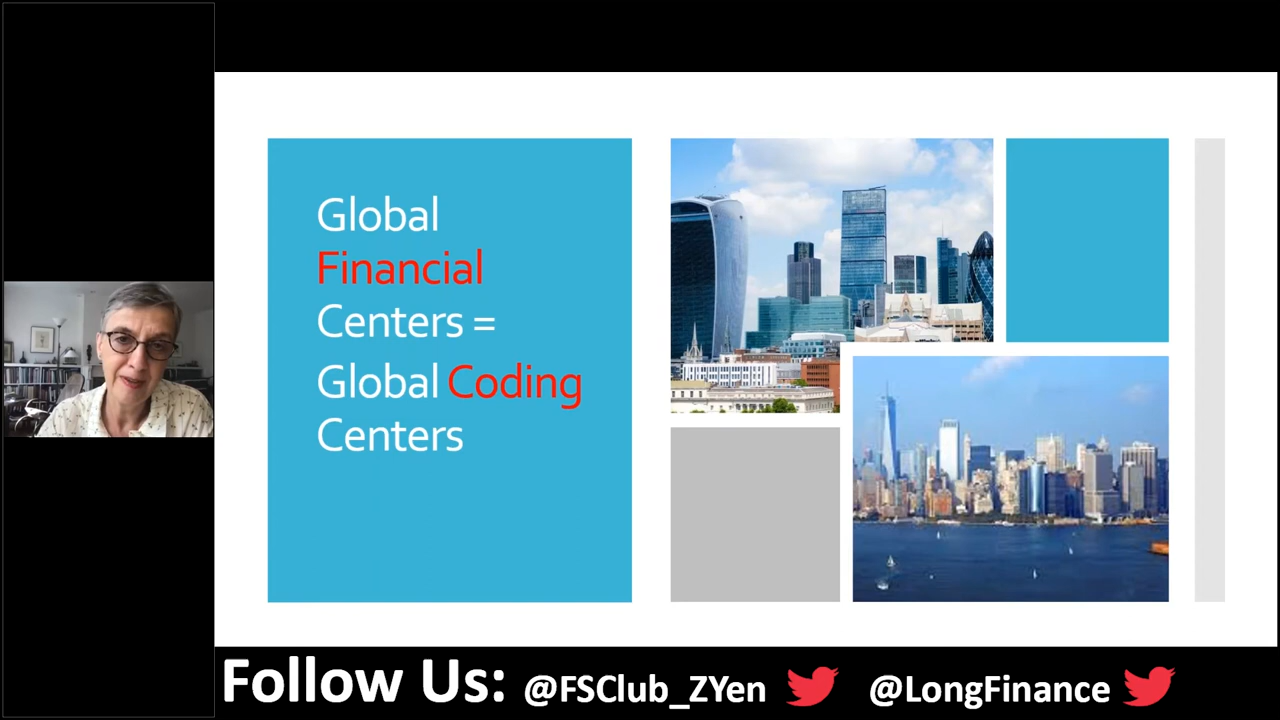 Global
Financial
Centers =
Global Coding
Centers
Follow Us: @FSClub_ZYen @LongFinance